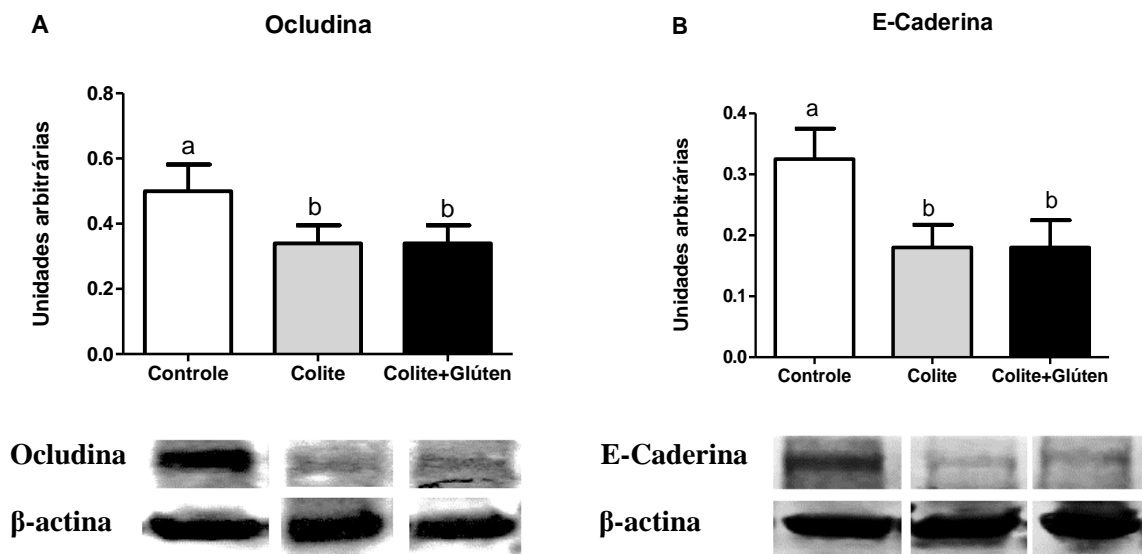 A
Ocludina
Unidades arbitrárias
0.8
0.6
0.4
0.2
0.0
a
b
b
Controle
Colite
Colite+Glúten
Ocludina
β-actina
B
E-Caderina
Unidades arbitrárias
0.4
0.3
0.2
0.1
0.0
a
b
b
Controle
Colite
Colite+Glúten
E-Caderina
β-actina